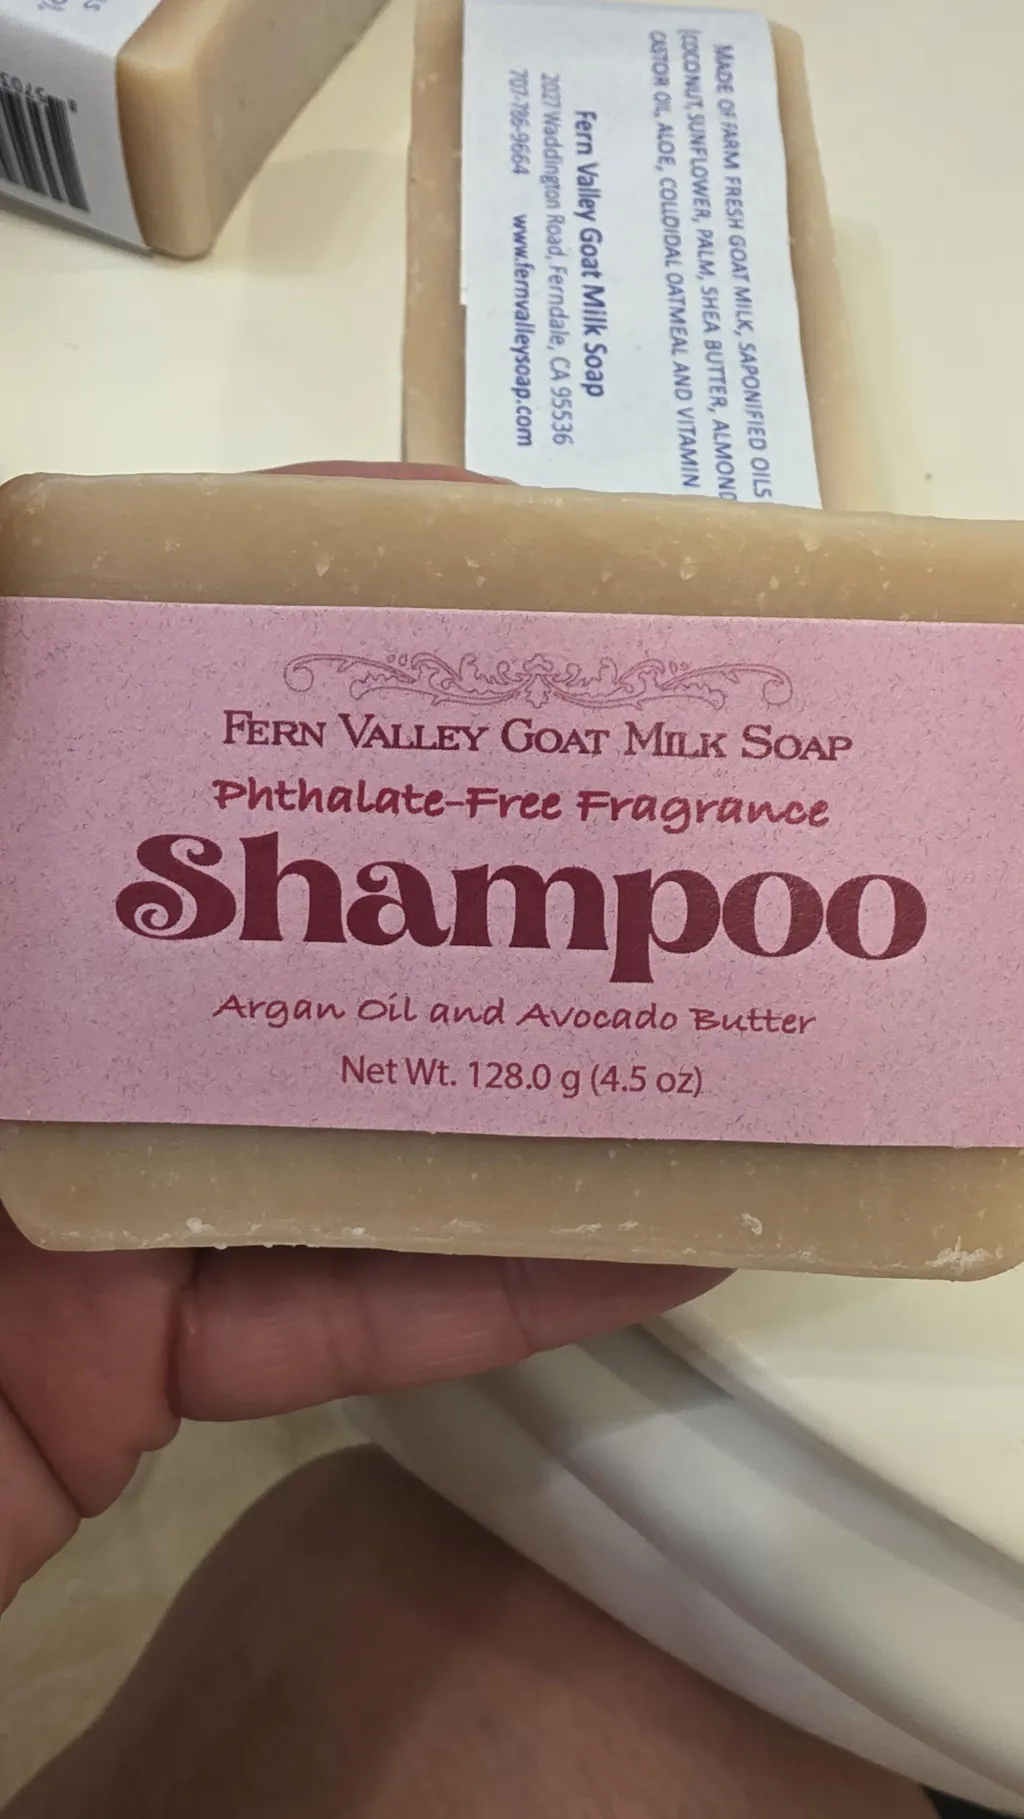 MADE OF FARM FRESH GOAT MILK, SAPONIFIED OILS
(COCONUT, SUNFLOWER, PALM, SHEA BUTTER, ALMOND
CASTOR OIL, ALOE, COLLOIDAL OATMEAL AND VITAMIN
Fern Valley Goat Milk Soap
2027 Waddington Road, Ferndale, CA 95536
707-786-9664 www.fernvalleysoap.com
FERN VALLEY GOAT MILK SOAP
Phthalate-Free Fragrance
Shampoo
Argan Oil and Avocado Butter
Net Wt. 128.0 g (4.5 oz)